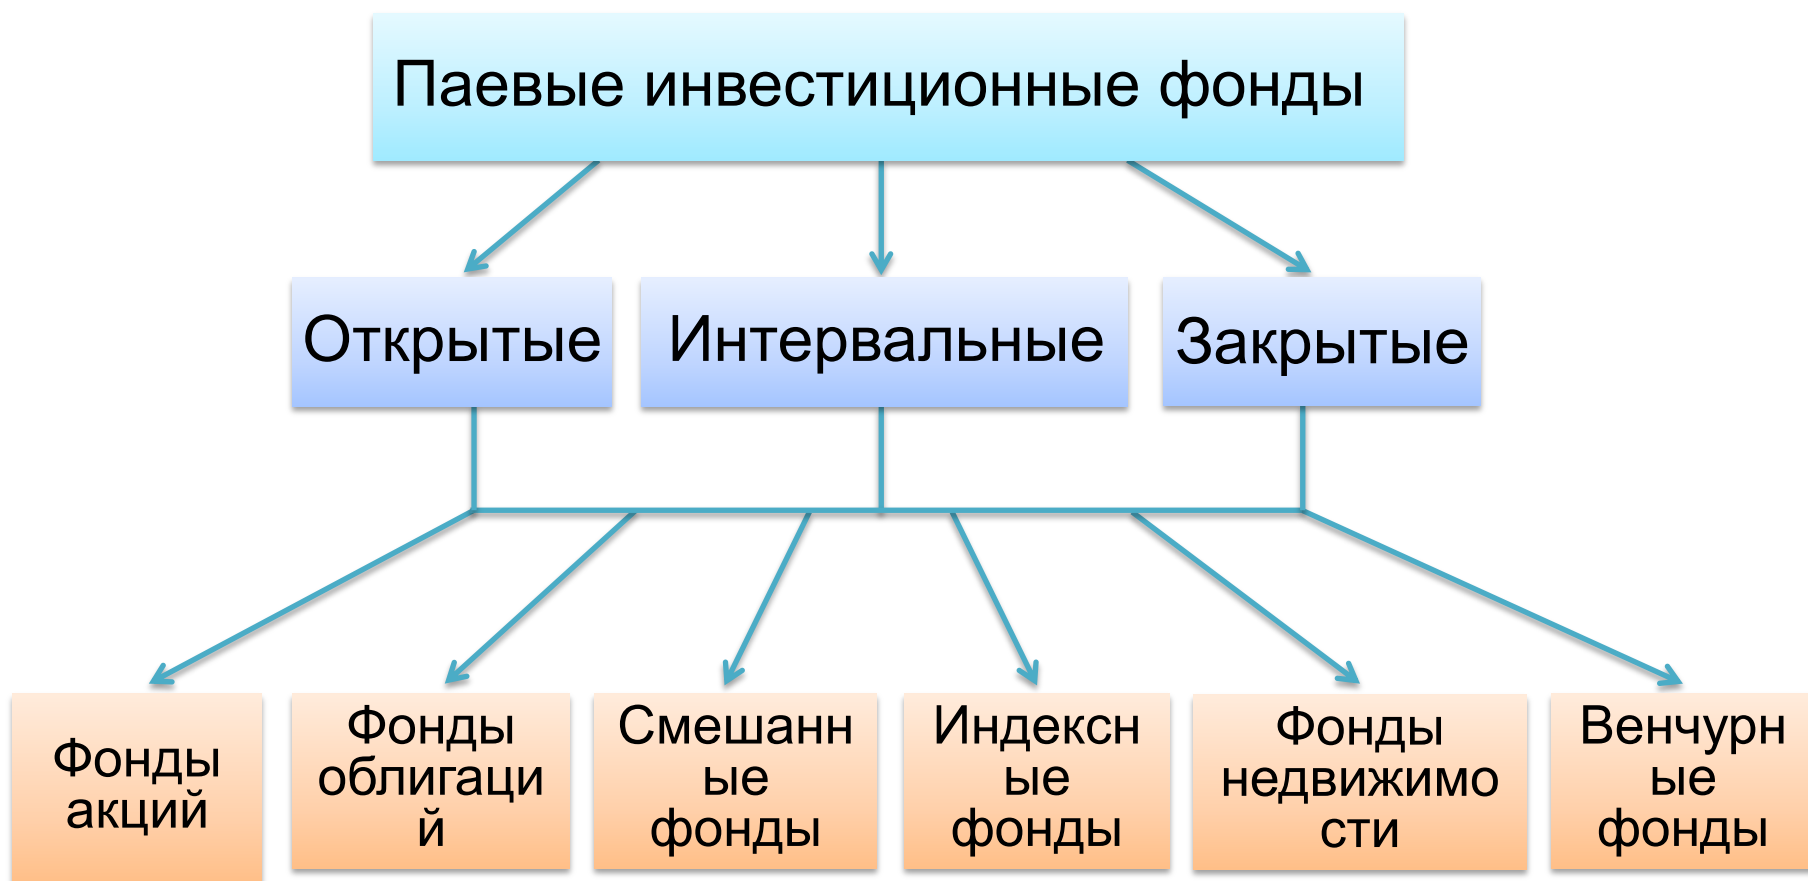 Паевые инвестиционные фонды
Открытые
Интервальные
Закрытые
Фонды
акций
Фонды
облигаци
й
Смешанн
ые
фонды
Индексн
ые
фонды
Фонды
недвижимо
сти
Венчурн
ые
фонды